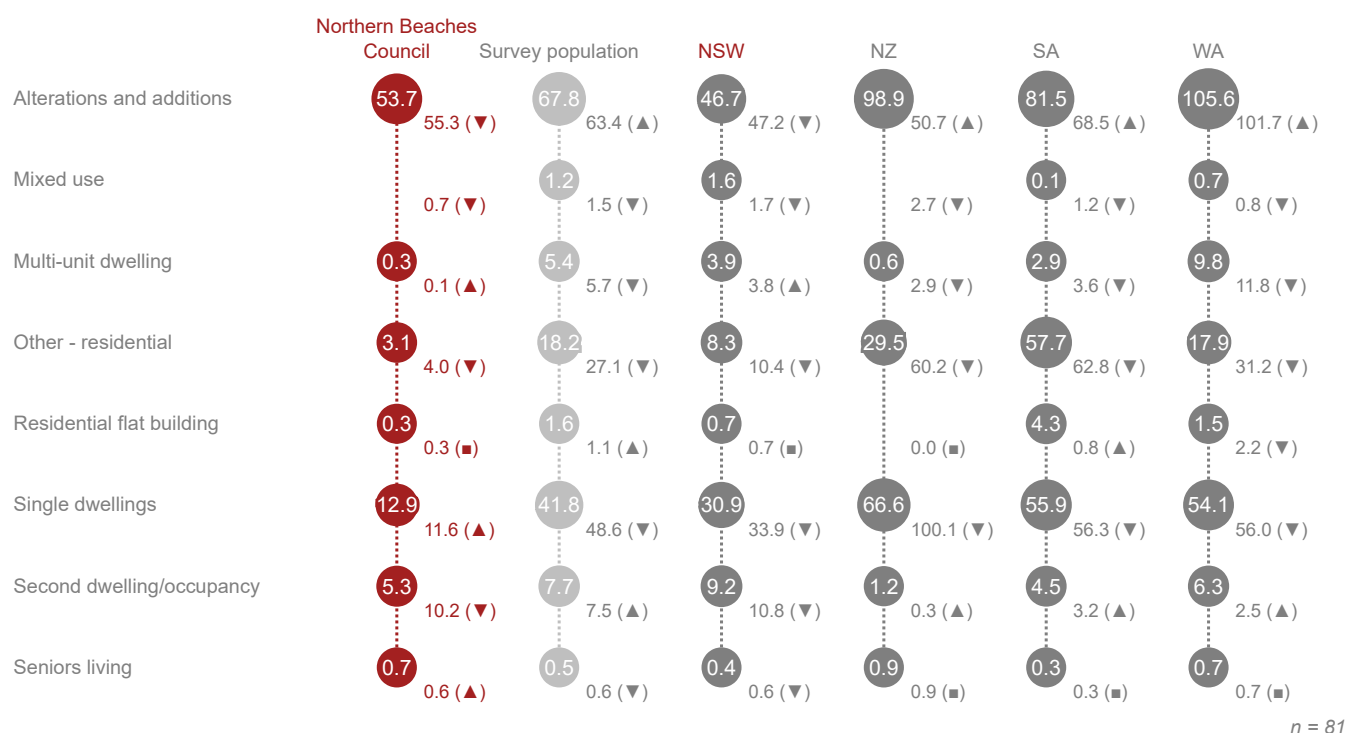 Northern Beaches
Council Survey population NSW NZ SA WA
Alterations and additions 53.7 67.8 46.7 98.9 81.5 105.6
55.3 (▼) 63.4 (▲) 47.2 (▼) 50.7 (▲) 68.5 (▲) 101.7 (▲)
Mixed use 1.2 1.6 0.1 0.7
0.7 (▼) 1.5 (▼) 1.7 (▼) 2.7 (▼) 1.2 (▼) 0.8 (▼)
Multi-unit dwelling 0.3 5.4 3.9 0.6 2.9 9.8
0.1 (▲) 5.7 (▼) 3.8 (▲) 2.9 (▼) 3.6 (▼) 11.8 (▼)
Other - residential 3.1 18.2 8.3 29.5 57.7 17.9
4.0 (▼) 27.1 (▼) 10.4 (▼) 60.2 (▼) 62.8 (▼) 31.2 (▼)
Residential flat building 0.3 1.6 0.7 4.3 1.5
0.3 (■) 1.1 (▲) 0.7 (■) 0.0 (■) 0.8 (▲) 2.2 (▼)
Single dwellings 12.9 41.8 30.9 66.6 55.9 54.1
11.6 (▲) 48.6 (▼) 33.9 (▼) 100.1 (▼) 56.3 (▼) 56.0 (▼)
Second dwelling/occupancy 5.3 7.7 9.2 1.2 4.5 6.3
10.2 (▼) 7.5 (▲) 10.8 (▼) 0.3 (▲) 3.2 (▲) 2.5 (▲)
Seniors living 0.7 0.5 0.4 0.9 0.3 0.7
0.6 (▲) 0.6 (▼) 0.6 (▼) 0.9 (■) 0.3 (■) 0.7 (■)
n = 81